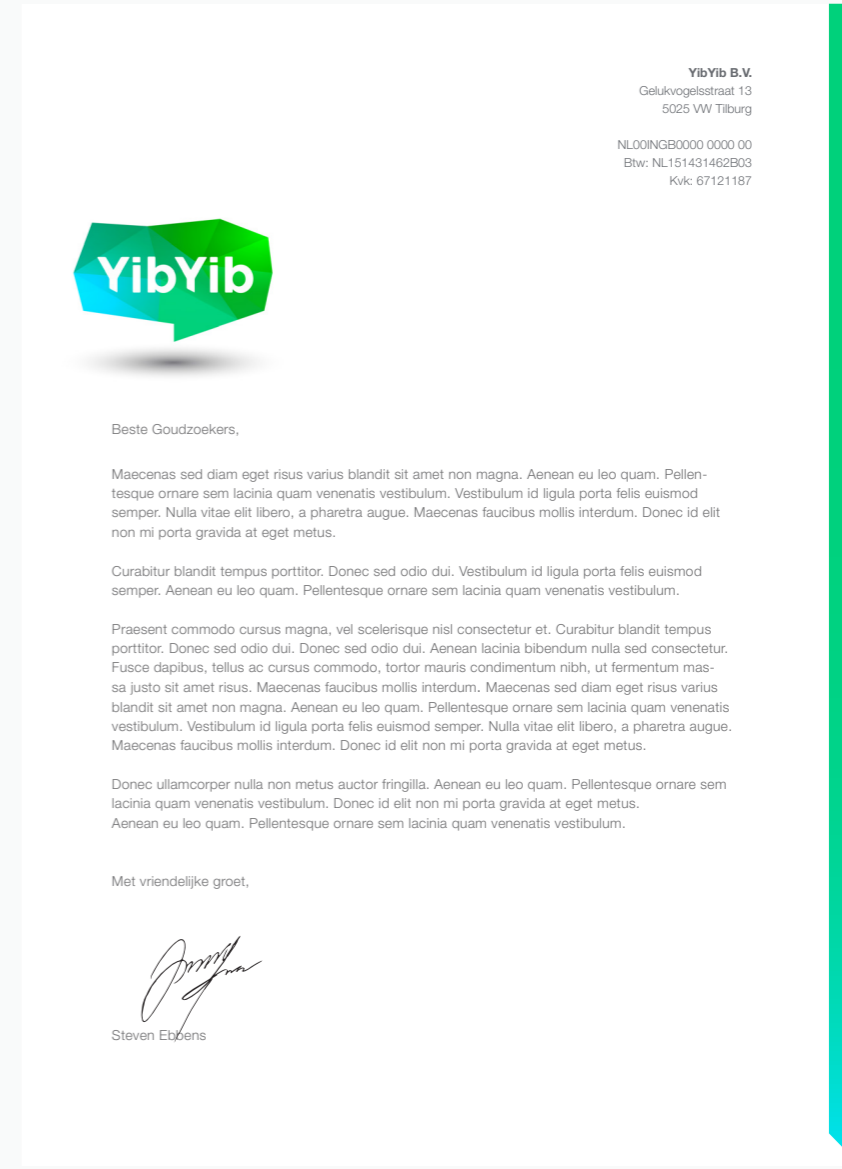 YibYib B.V.
Gelukvogelsstraat 13
5025 VW Tilburg
NL00INGB0000 0000 00
Btw: NL151431462B03
Kvk: 67121187
YibYib
Beste Goudzoekers,
Maecenas sed diam eget risus varius blandit sit amet non magna. Aenean eu leo quam. Pellen-
tesque ornare sem lacinia quam venenatis vestibulum. Vestibulum id ligula porta felis euismod
semper. Nulla vitae elit libero, a pharetra augue. Maecenas faucibus mollis interdum. Donec id elit
non mi porta gravida at eget metus.
Curabitur blandit tempus porttitor. Donec sed odio dui. Vestibulum id ligula porta felis euismod
semper. Aenean eu leo quam. Pellentesque ornare sem lacinia quam venenatis vestibulum.
Praesent commodo cursus magna, vel scelerisque nisl consectetur et. Curabitur blandit tempus
porttitor. Donec sed odio dui. Donec sed odio dui. Aenean lacinia bibendum nulla sed consectetur.
Fusce dapibus, tellus ac cursus commodo, tortor mauris condimentum nibh, ut fermentum mas-
sa justo sit amet risus. Maecenas faucibus mollis interdum. Maecenas sed diam eget risus varius
blandit sit amet non magna. Aenean eu leo quam. Pellentesque ornare sem lacinia quam venenatis
vestibulum. Vestibulum id ligula porta felis euismod semper. Nulla vitae elit libero, a pharetra augue.
Maecenas faucibus mollis interdum. Donec id elit non mi porta gravida at eget metus.
Donec ullamcorper nulla non metus auctor fringilla. Aenean eu leo quam. Pellentesque ornare sem
lacinia quam venenatis vestibulum. Donec id elit non mi porta gravida at eget metus.
Aenean eu leo quam. Pellentesque ornare sem lacinia quam venenatis vestibulum.
Met vriendelijke groet,
Steven Ebbens